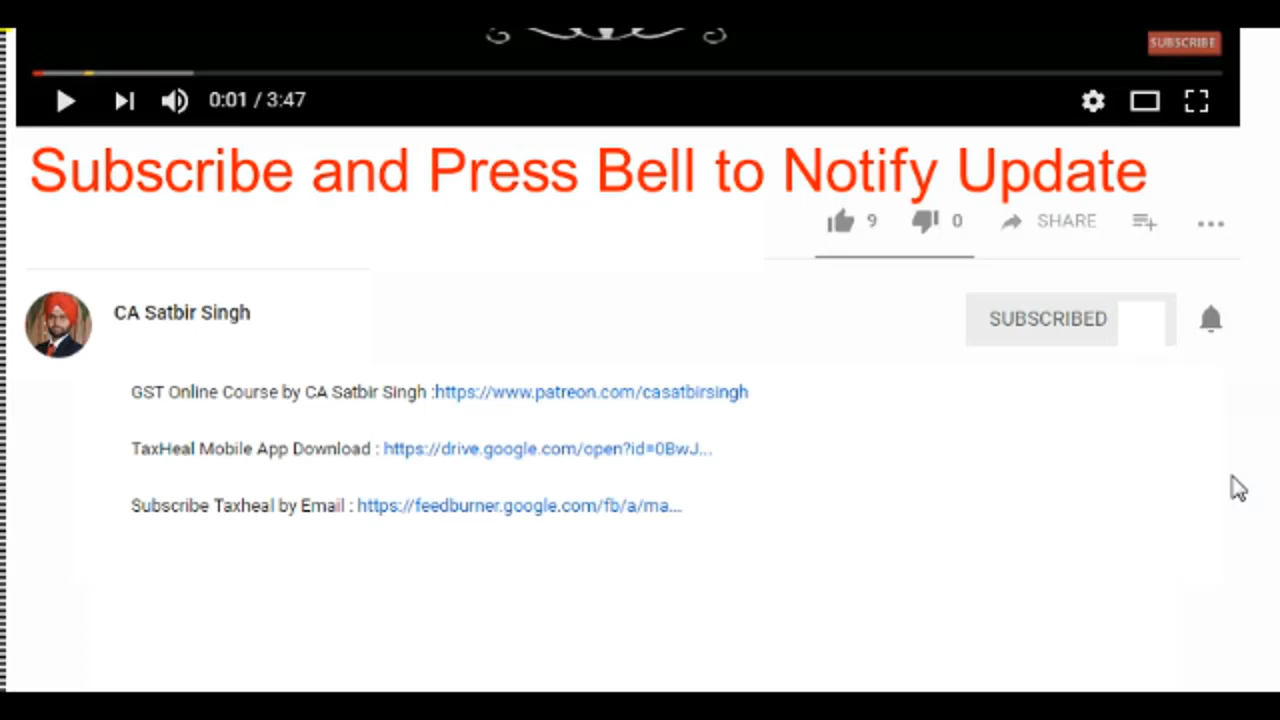 SUBSCRIBE
0:01 / 3:47
Subscribe and Press Bell to Notify Update
9 0 SHARE
CA Satbir Singh
SUBSCRIBED
GST Online Course by CA Satbir Singh :https://www.patreon.com/casatbirsingh
TaxHeal Mobile App Download : https://drive.google.com/open?id=0BwJ...
Subscribe Taxheal by Email : https://feedburner.google.com/fb/a/ma...